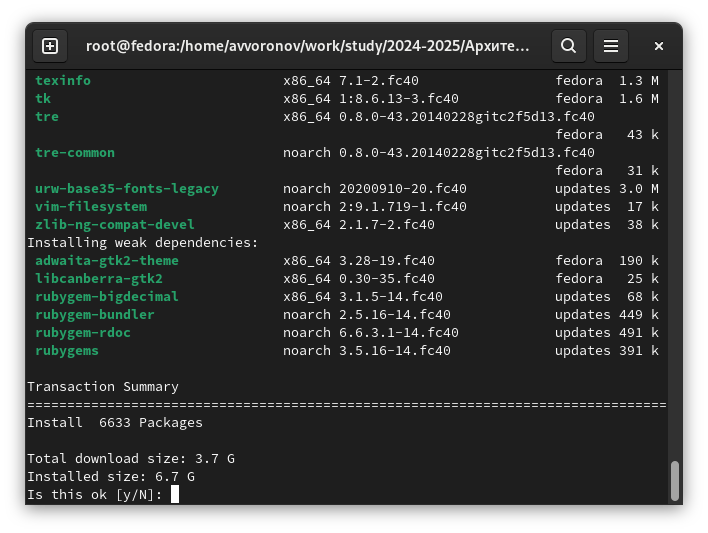 root@fedora:/home/avvoronov/work/study/2024-2025/Архите...
texinfo x86_64 7.1-2.fc40 fedora 1.3 M
tk x86_64 1:8.6.13-3.fc40 fedora 1.6 M
tre x86_64 0.8.0-43.20140228gitc2f5d13.fc40
fedora 43 k
tre-common noarch 0.8.0-43.20140228gitc2f5d13.fc40
fedora 31 k
urw-base35-fonts-legacy noarch 20200910-20.fc40 updates 3.0 M
vim-filesystem noarch 2:9.1.719-1.fc40 updates 17 k
zlib-ng-compat-devel x86_64 2.1.7-2.fc40 updates 38 k
Installing weak dependencies:
adwaita-gtk2-theme x86_64 3.28-19.fc40 fedora 190 k
libcanberra-gtk2 x86_64 0.30-35.fc40 fedora 25 k
rubygem-bigdecimal x86_64 3.1.5-14.fc40 updates 68 k
rubygem-bundler noarch 2.5.16-14.fc40 updates 449 k
rubygem-rdoc noarch 6.6.3.1-14.fc40 updates 491 k
rubygems noarch 3.5.16-14.fc40 updates 391 k
Transaction Summary
================================================================================
Install 6633 Packages
Total download size: 3.7 G
Installed size: 6.7 G
Is this ok [y/N]: